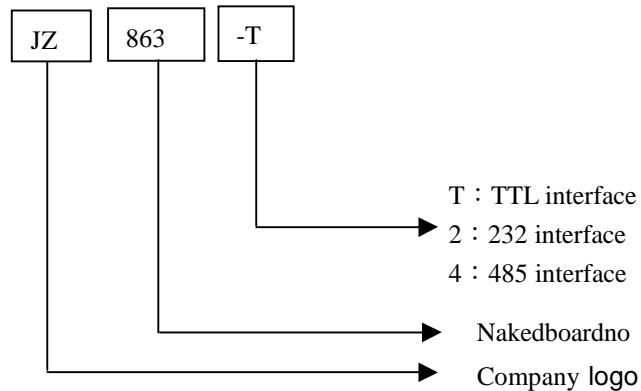 JZ 863 -T
T：TTL interface
2：232 interface
4：485 interface
Nakedboardno
Company logo